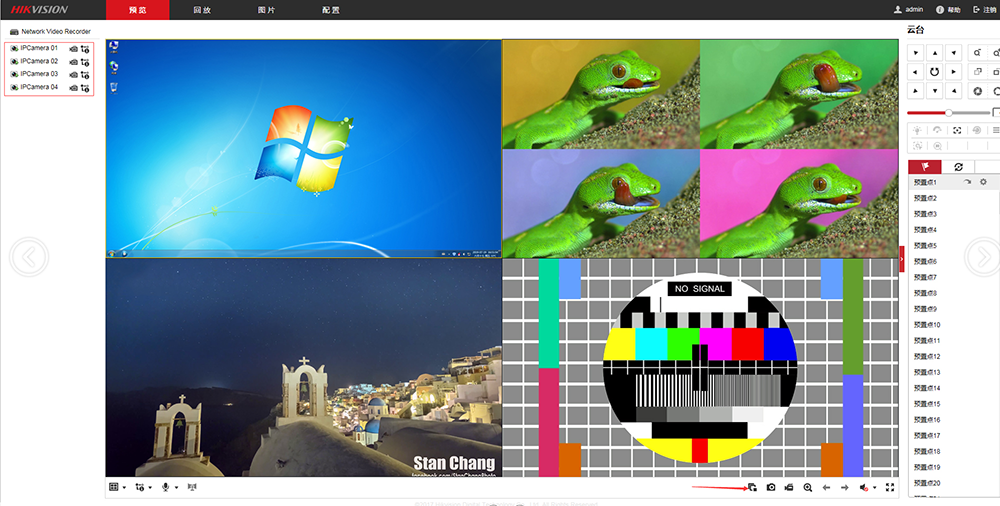 HIKVISION 预览 回放 图片 配置 admin 帮助 注销
Network Video Recorder
IPCamera 01
IPCamera 02
IPCamera 03
IPCamera 04
NO SIGNAL
Stan Chang
云台
预置点1
预置点2
预置点3
预置点4
预置点5
预置点6
预置点7
预置点8
预置点9
预置点10
预置点11
预置点12
预置点13
预置点14
预置点15
预置点16
预置点17
预置点18
预置点19
预置点20